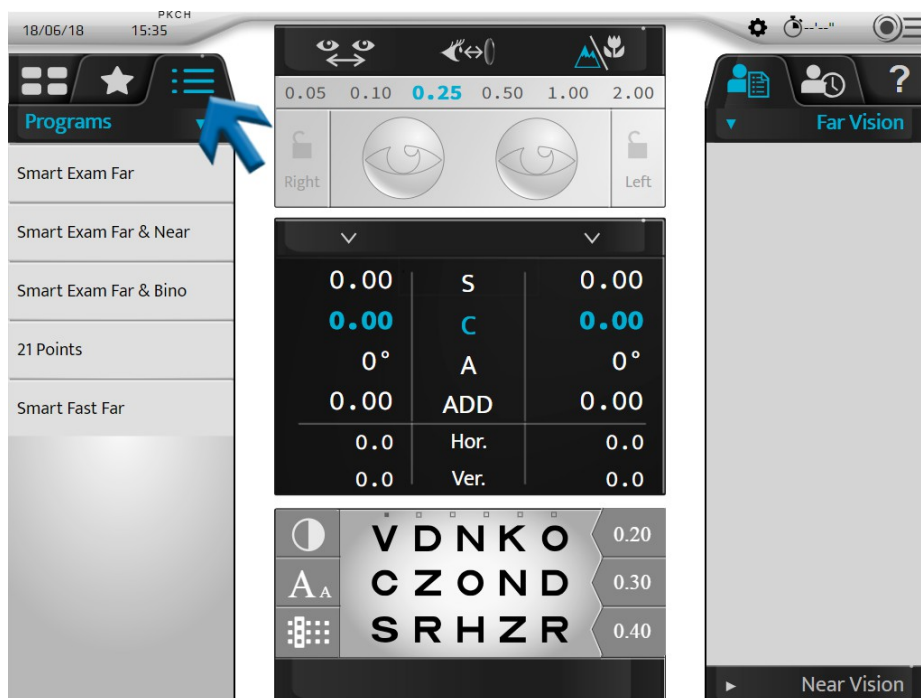 PKCH
18/06/18 15:35 --'--"
0.05 0.10 0.25 0.50 1.00 2.00
Programs
Far Vision
?
Right
Left
Smart Exam Far
Smart Exam Far & Near
Smart Exam Far & Bino
21 Points
Smart Fast Far
0.00 S 0.00
0.00 C 0.00
0° A 0°
0.00 ADD 0.00
0.0 Hor. 0.0
0.0 Ver. 0.0
V D N K O 0.20
A A C Z O N D 0.30
S R H Z R 0.40
Near Vision